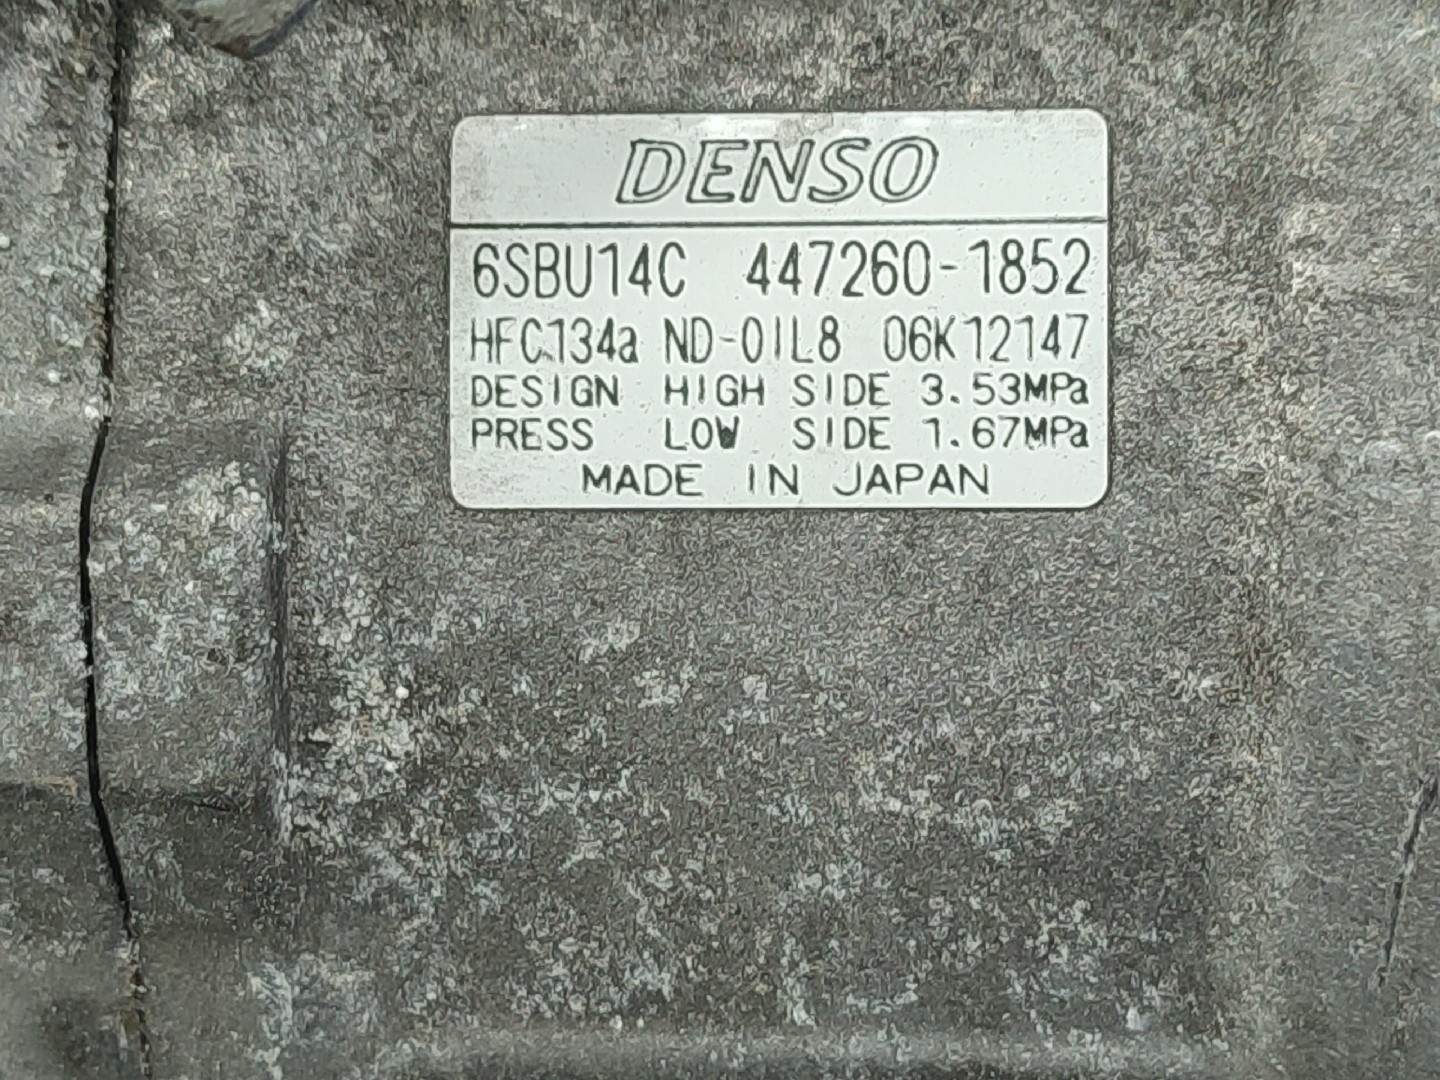 DENSO
6SBU14C 447260-1852
HFC134a ND-OIL8 06K12147
DESIGN HIGH SIDE 3.53MPa
PRESS LOW SIDE 1.67MPa
MADE IN JAPAN